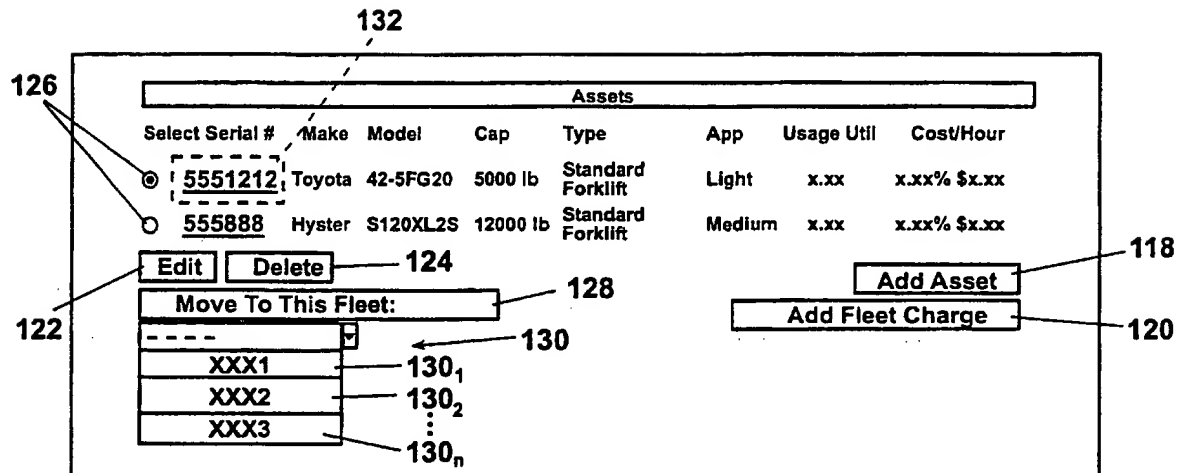 132
126
Assets
Select Serial # Make Model Cap Type App Usage Util Cost/Hour
5551212 Toyota 42-5FG20 5000 lb Standard Forklift Light x.xx x.xx% $x.xx
555888 Hyster S120XL2S 12000 lb Standard Forklift Medium x.xx x.xx% $x.xx
Edit Delete 124
118
Add Asset
122
Move To This Fleet: 128
Add Fleet Charge 120
----- 130
XXX1 130₁
XXX2 130₂
XXX3 130ₙ